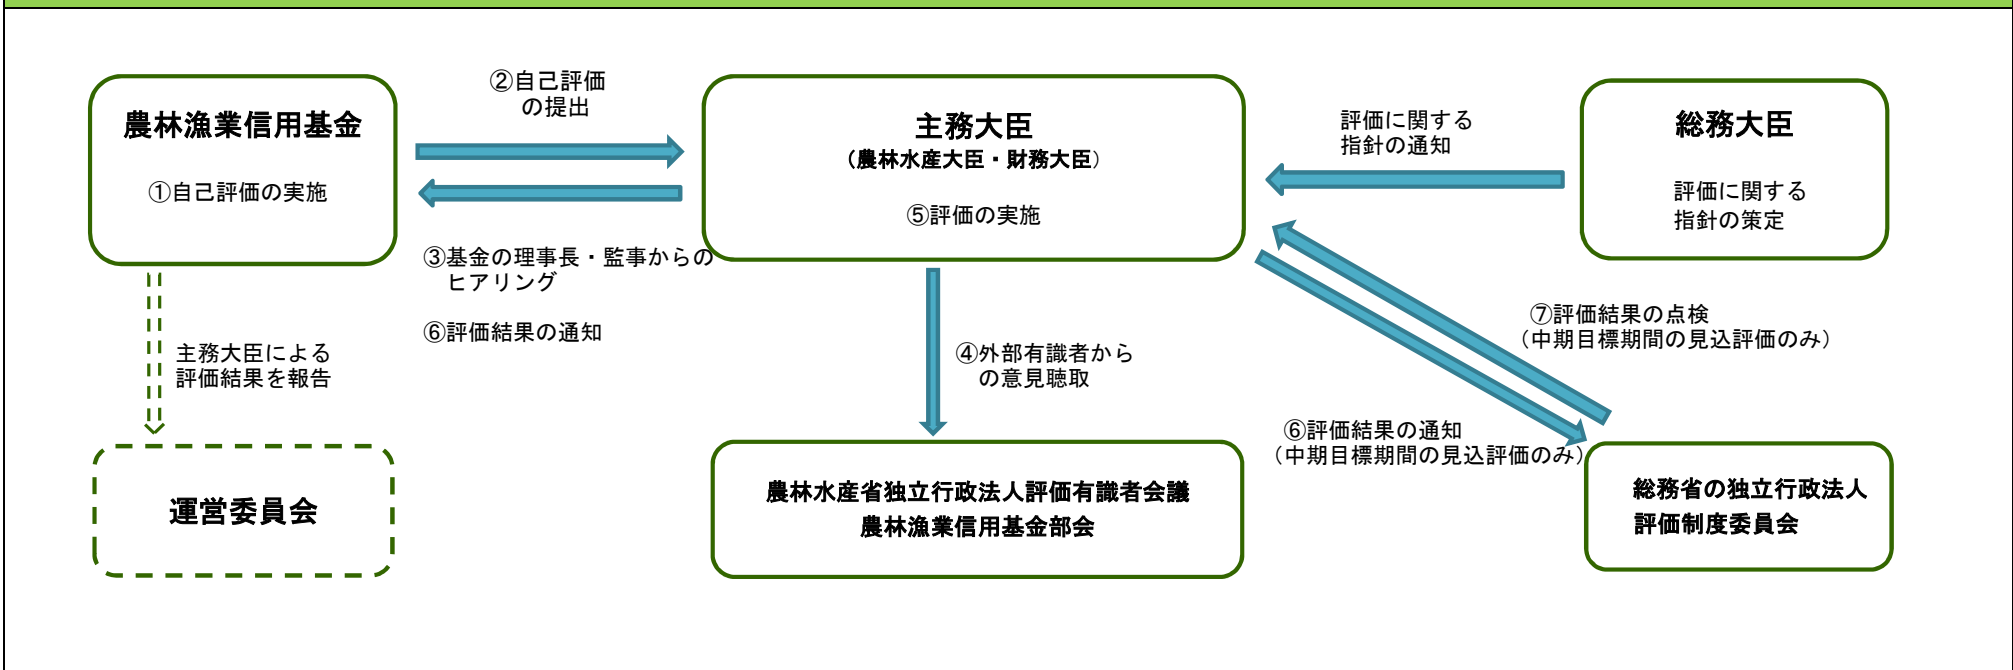 農林漁業信用基金
①自己評価の実施
②自己評価
の提出
③基金の理事長・監事からの
ヒアリング
⑥評価結果の通知
主務大臣
（農林水産大臣・財務大臣）
⑤評価の実施
評価に関する
指針の通知
総務大臣
評価に関する
指針の策定
主務大臣による
評価結果を報告
④外部有識者から
の意見聴取
⑦評価結果の点検
（中期目標期間の見込評価のみ）
⑥評価結果の通知
（中期目標期間の見込評価のみ）
運営委員会
農林水産省独立行政法人評価有識者会議
農林漁業信用基金部会
総務省の独立行政法人
評価制度委員会